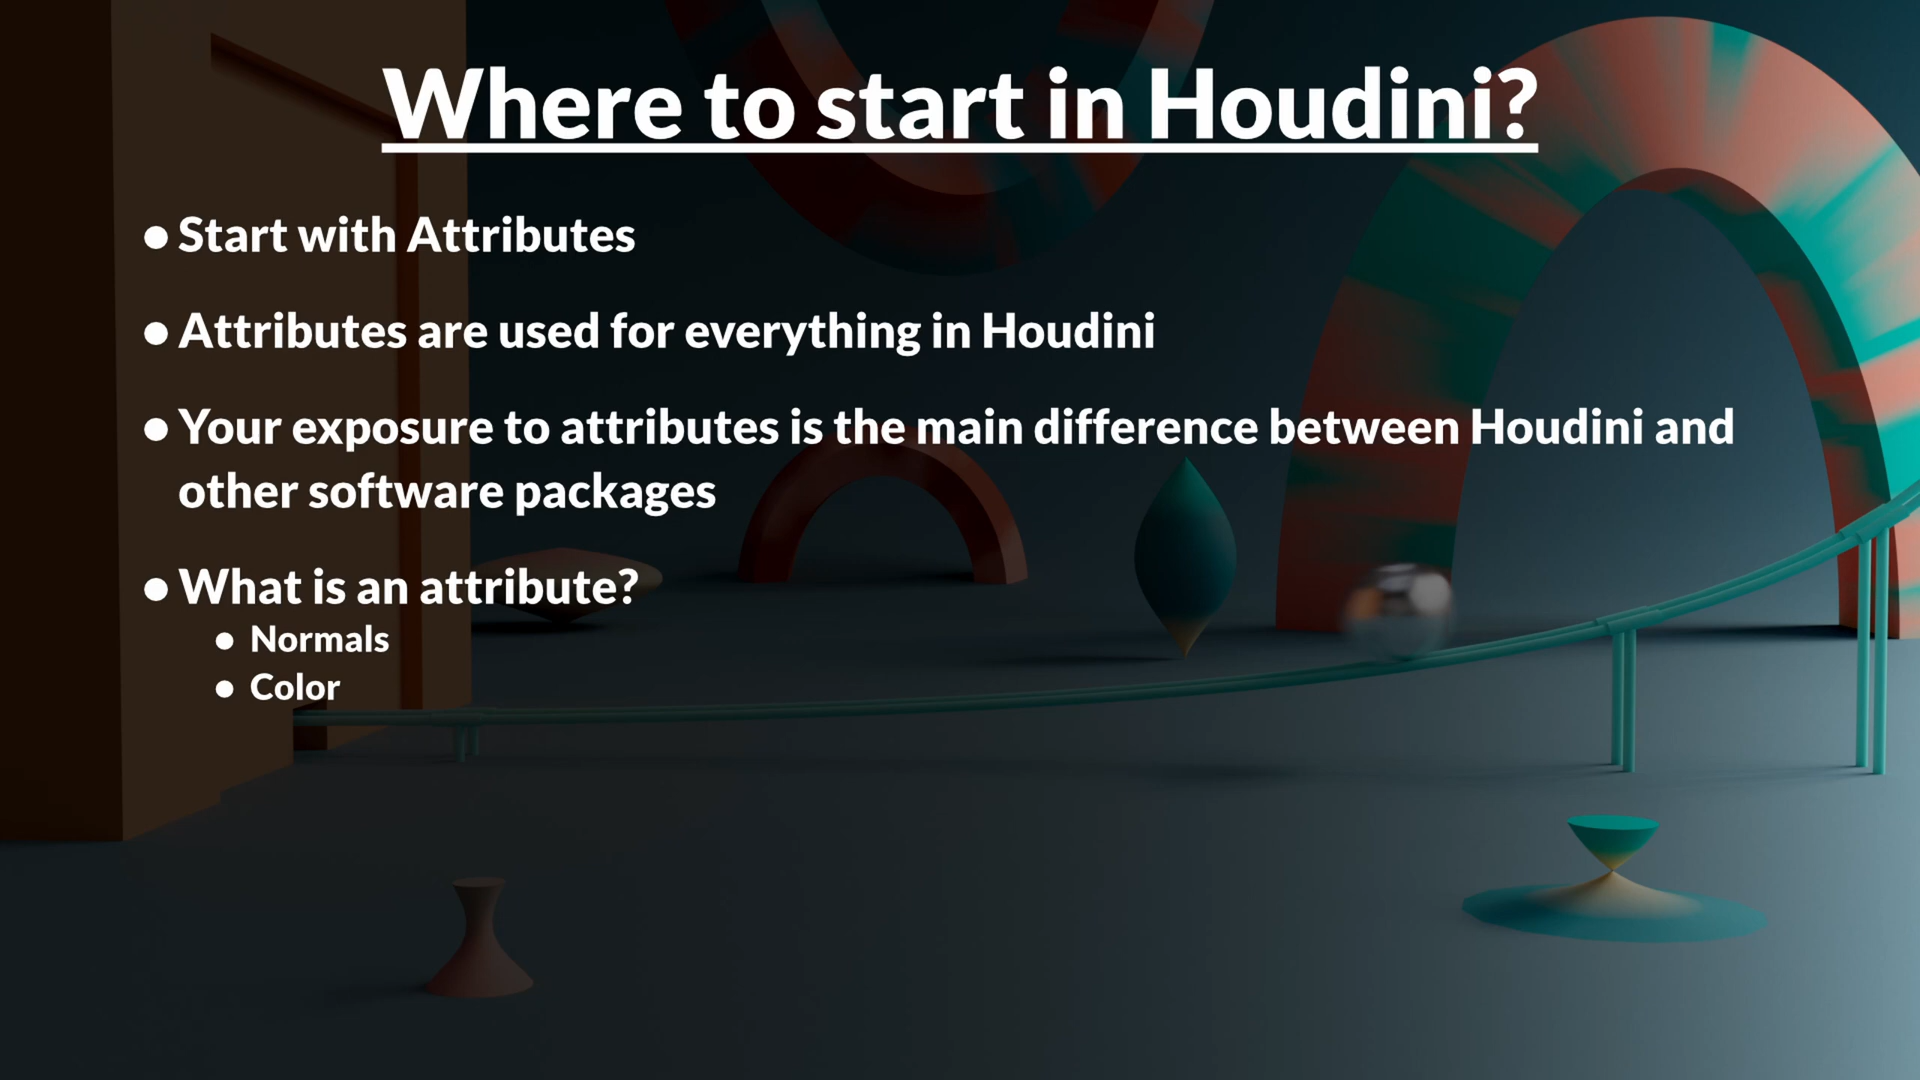 Where to start in Houdini?
• Start with Attributes
• Attributes are used for everything in Houdini
• Your exposure to attributes is the main difference between Houdini and
other software packages
• What is an attribute?
• Normals
• Color